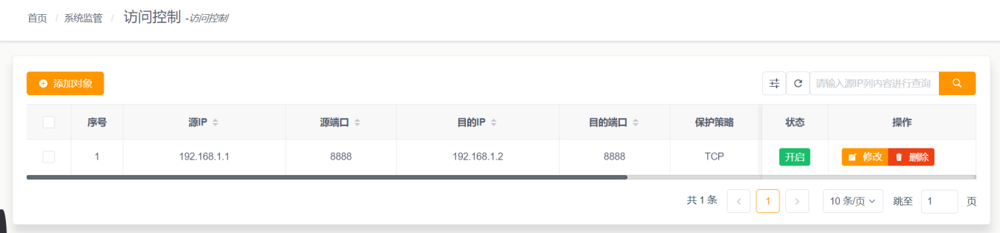 首页 / 系统监管 / 访问控制 -访问控制
添加对象 请输入源IP列内容进行查询
序号 源IP 源端口 目的IP 目的端口 保护策略 状态 操作
1 192.168.1.1 8888 192.168.1.2 8888 TCP 开启 修改 删除
共 1 条 < 1 > 10 条/页 跳至 1 页